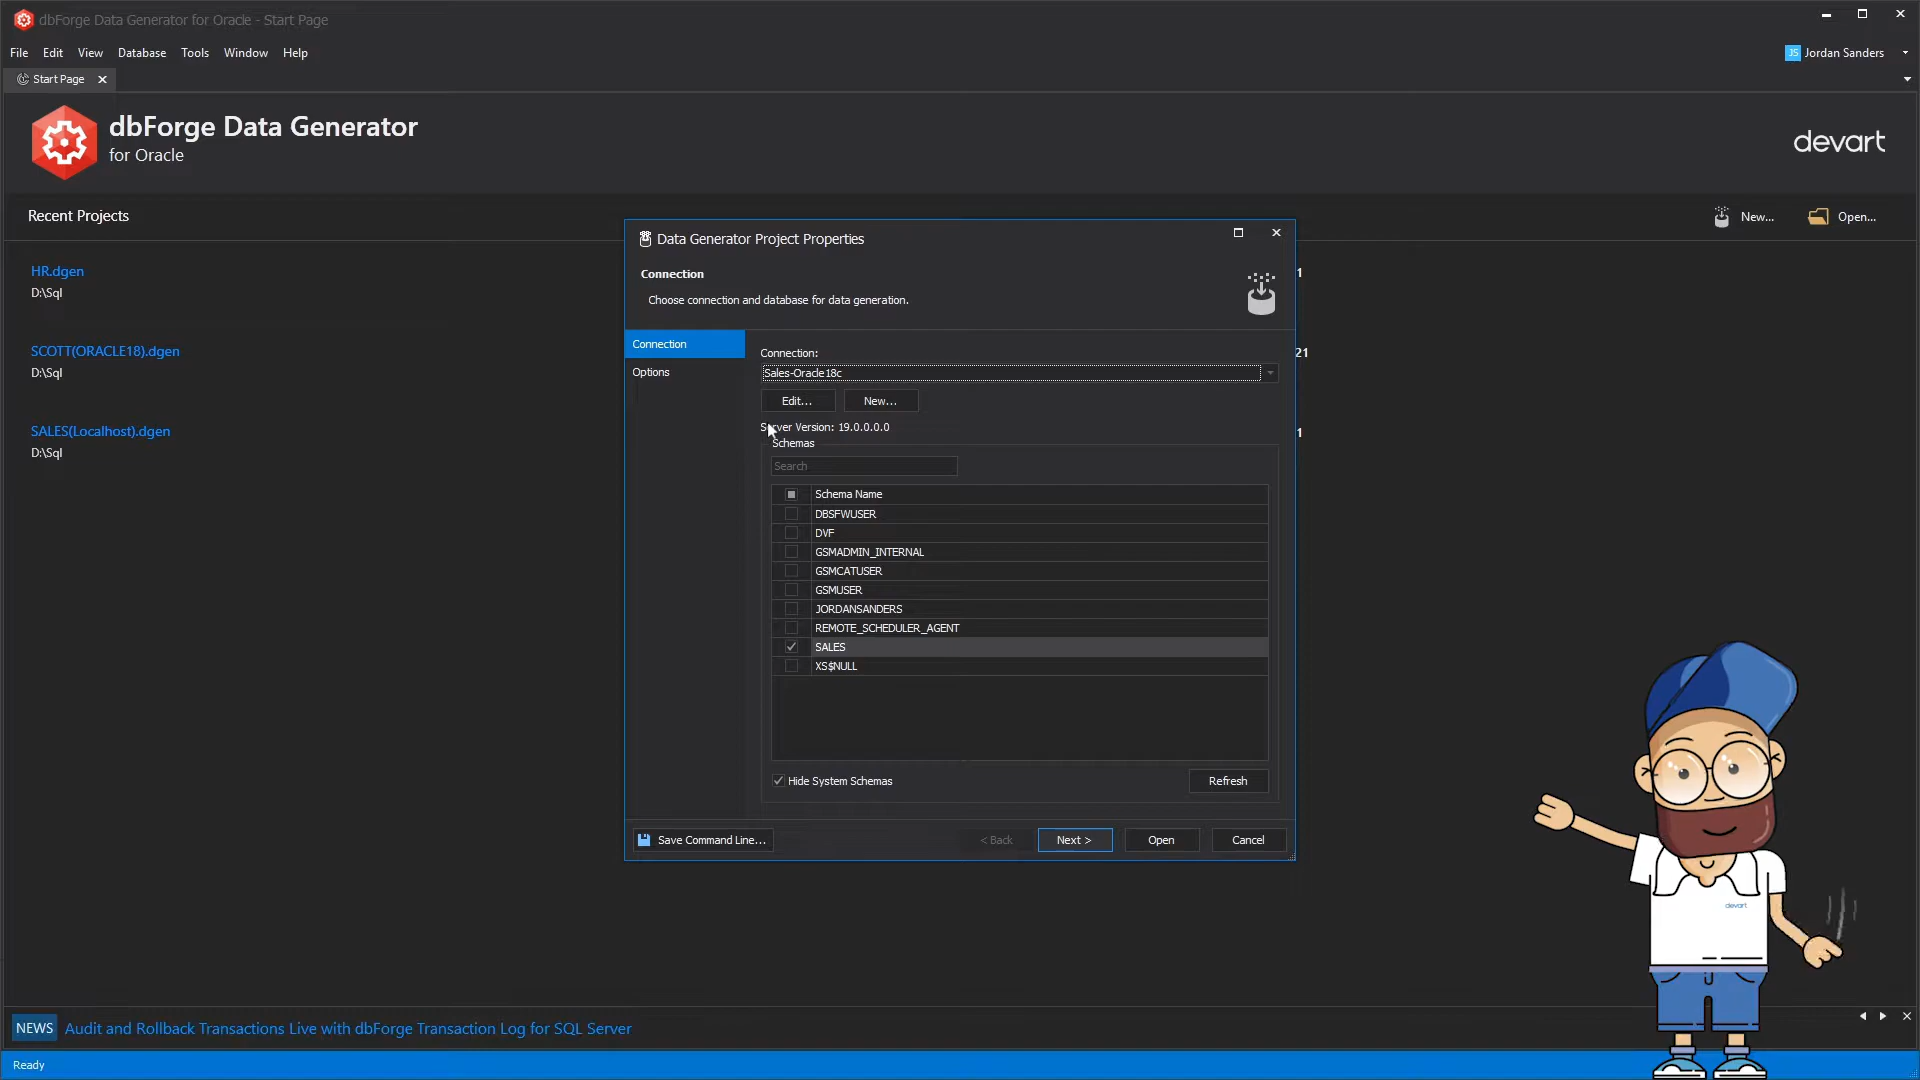 dbForge Data Generator for Oracle - Start Page
File Edit View Database Tools Window Help
JS Jordan Sanders
Start Page
dbForge Data Generator
for Oracle
devart
Recent Projects
New...
Open...
HR.dgen
D:\Sql
SCOTT(ORACLE18).dgen
D:\Sql
SALES(Localhost).dgen
D:\Sql
1
21
1
Data Generator Project Properties
Connection
Choose connection and database for data generation.
Connection
Options
Connection:
Sales-Oracle18c
Edit...
New...
Server Version: 19.0.0.0.0
Schemas
Search
Schema Name
DBSFWUSER
DVF
GSMADMIN_INTERNAL
GSMCATUSER
GSMUSER
JORDANSANDERS
REMOTE_SCHEDULER_AGENT
SALES
XS$NULL
Hide System Schemas
Refresh
Save Command Line...
< Back
Next >
Open
Cancel
devart
NEWS Audit and Rollback Transactions Live with dbForge Transaction Log for SQL Server
Ready